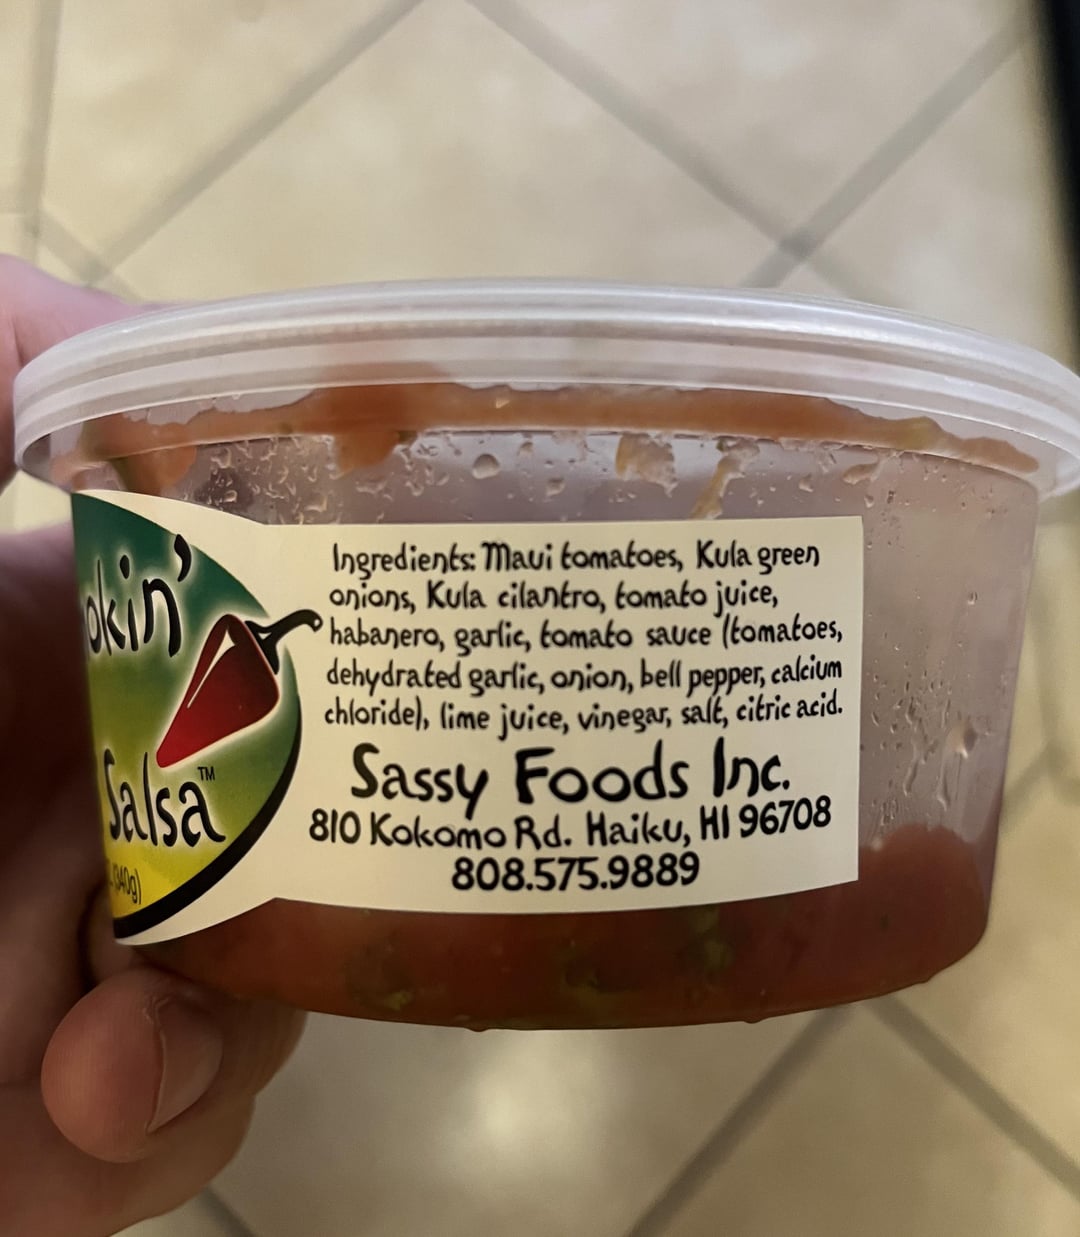 okin'
Salsa™
(340g)
Ingredients: Maui tomatoes, Kula green
onions, Kula cilantro, tomato juice,
habanero, garlic, tomato sauce (tomatoes,
dehydrated garlic, onion, bell pepper, calcium
chloride), lime juice, vinegar, salt, citric acid.
Sassy Foods Inc.
810 Kokomo Rd. Haiku, HI 96708
808.575.9889